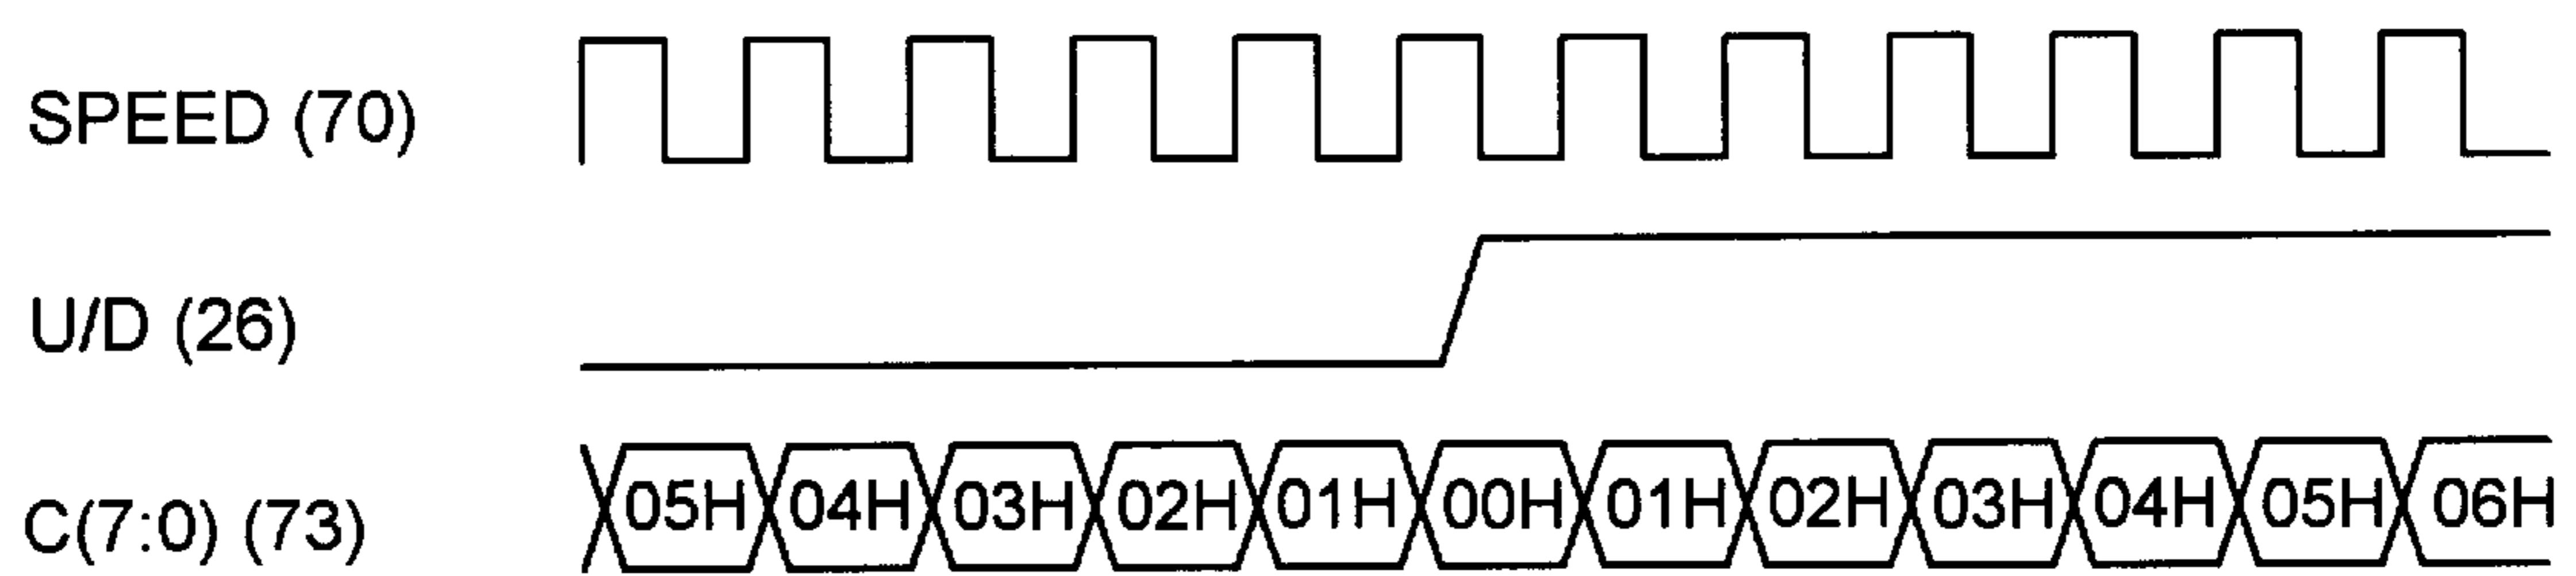 SPEED (70)
U/D (26)
C(7:0) (73) 05H 04H 03H 02H 01H 00H 01H 02H 03H 04H 05H 06H